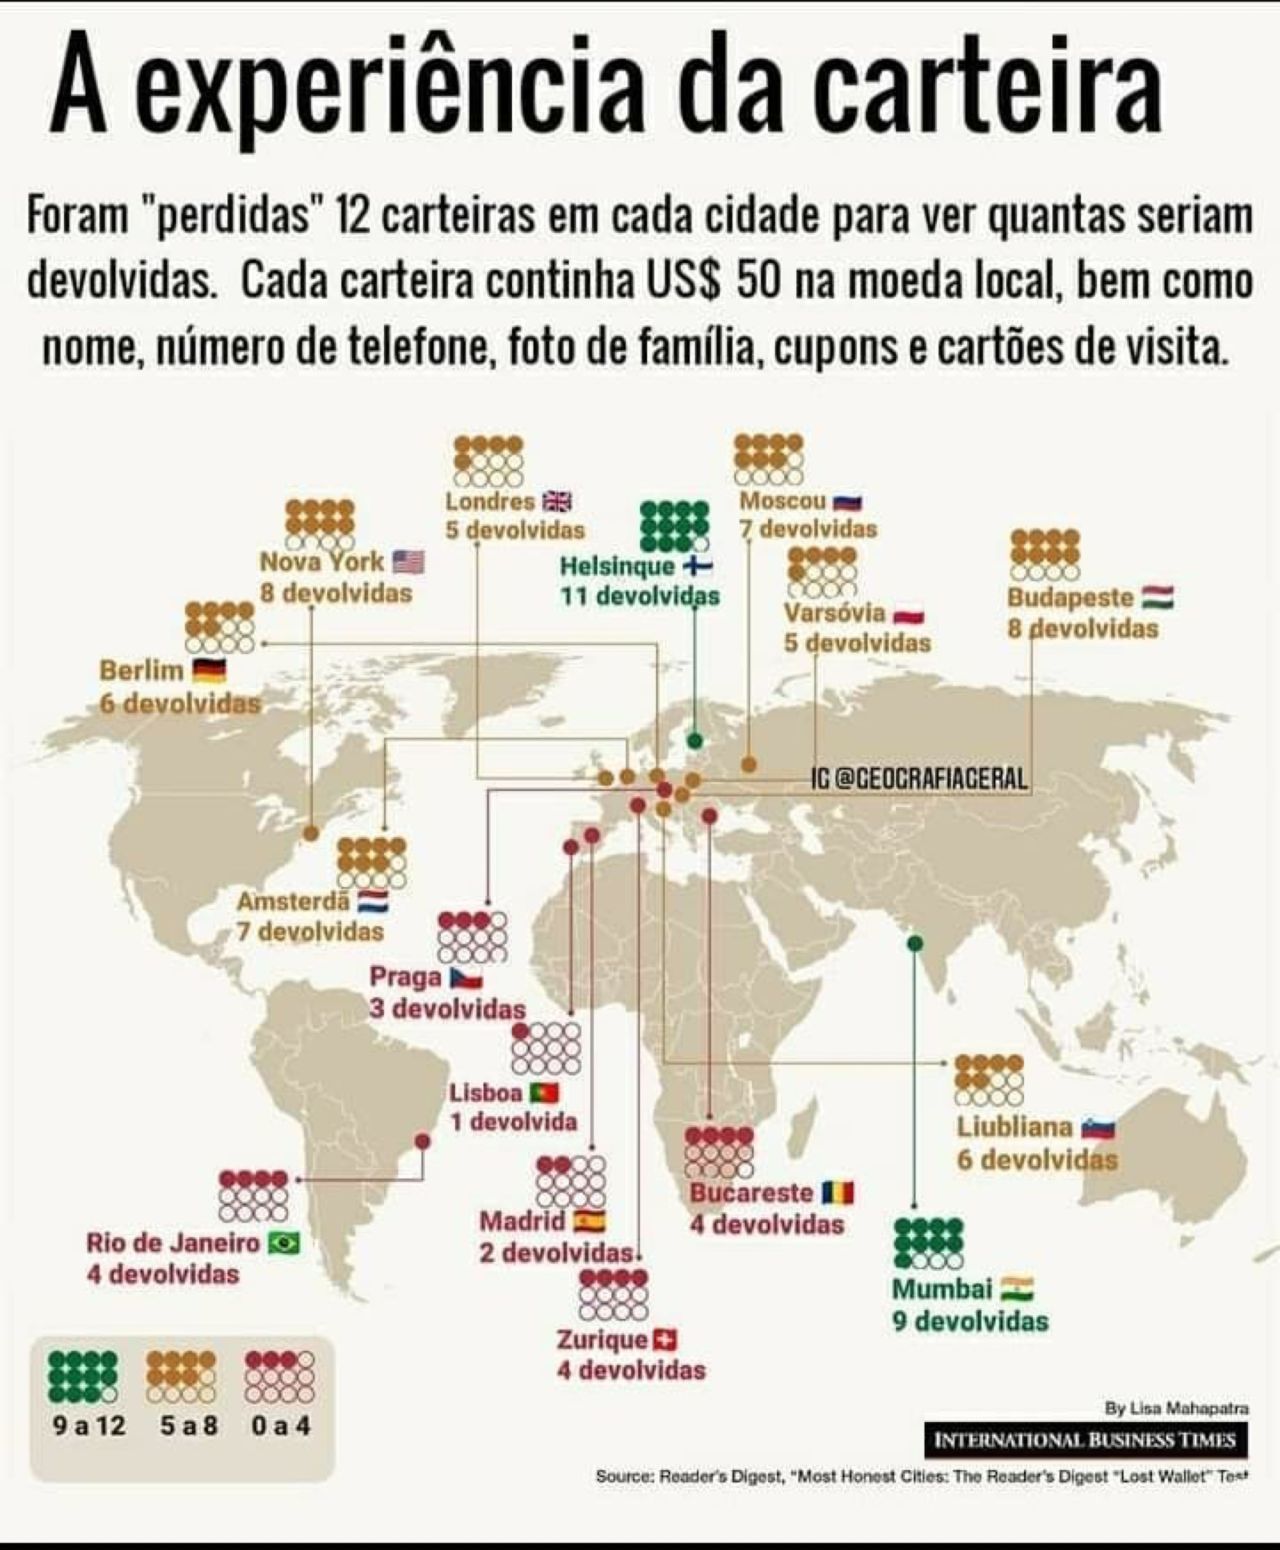 A experiência da carteira
Foram "perdidas" 12 carteiras em cada cidade para ver quantas seriam
devolvidas. Cada carteira continha US$ 50 na moeda local, bem como
nome, número de telefone, foto de família, cupons e cartões de visita.
Londres
5 devolvidas
Moscou
7 devolvidas
Nova York
8 devolvidas
Helsinque
11 devolvidas
Varsóvia
5 devolvidas
Budapeste
8 devolvidas
Berlim
6 devolvidas
IG @GEOGRAFIAGERAL
Amsterdã
7 devolvidas
Praga
3 devolvidas
Lisboa
1 devolvida
Liubliana
6 devolvidas
Rio de Janeiro
4 devolvidas
Madrid
2 devolvidas
Bucareste
4 devolvidas
Mumbai
9 devolvidas
Zurique
4 devolvidas
9 a 12 5 a 8 0 a 4
By Lisa Mahapatra
INTERNATIONAL BUSINESS TIMES
Source: Reader's Digest, "Most Honest Cities: The Reader's Digest "Lost Wallet" Test